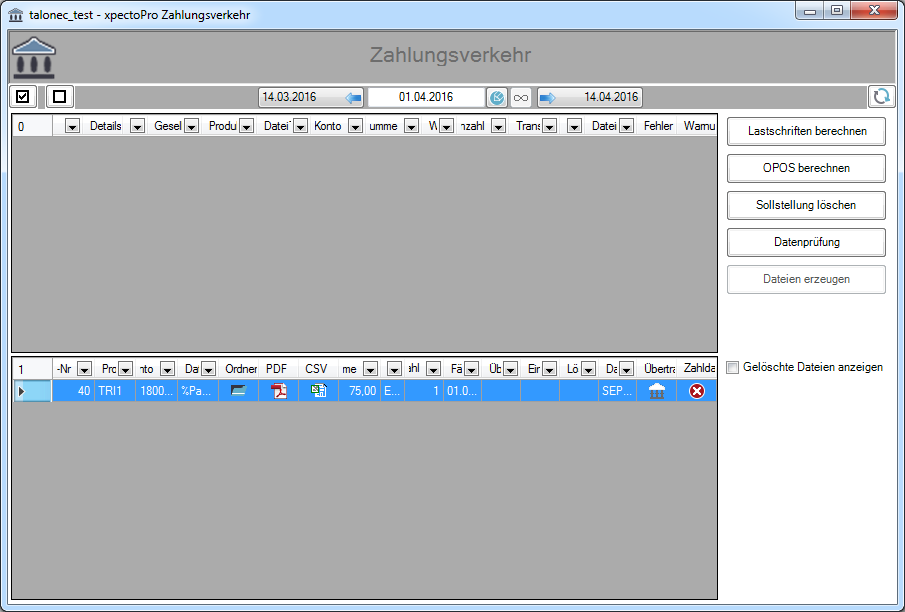 talonec_test - xpectoPro Zahlungsverkehr
Zahlungsverkehr
14.03.2016 01.04.2016 14.04.2016
0 Details Gesel Produ Datei Konto umme W nzahl Trans Datei Fehler Warnu
Lastschriften berechnen
OPOS berechnen
Sollstellung löschen
Datenprüfung
Dateien erzeugen
1 -Nr Pro nto Da Ordner PDF CSV me ahl Fä Üb Ein Lö Da Übertra Zahlda
40 TRI1 1800... %Pa... 75,00 E... 1 01.0... SEP...
Gelöschte Dateien anzeigen